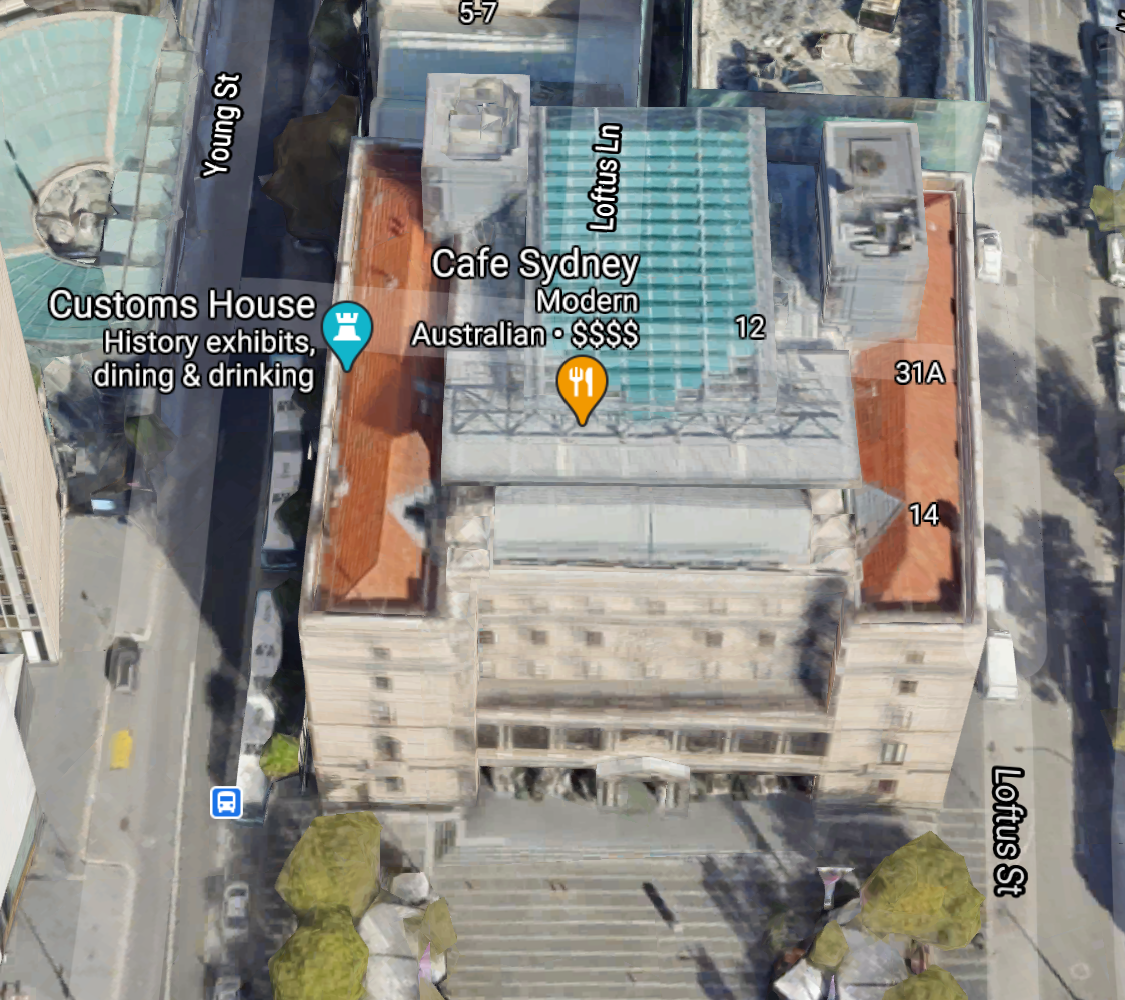 5-7
Young St
Loftus Ln
Cafe Sydney
Modern
Australian • $$$$
Customs House
History exhibits,
dining & drinking
12
31A
14
Loftus St